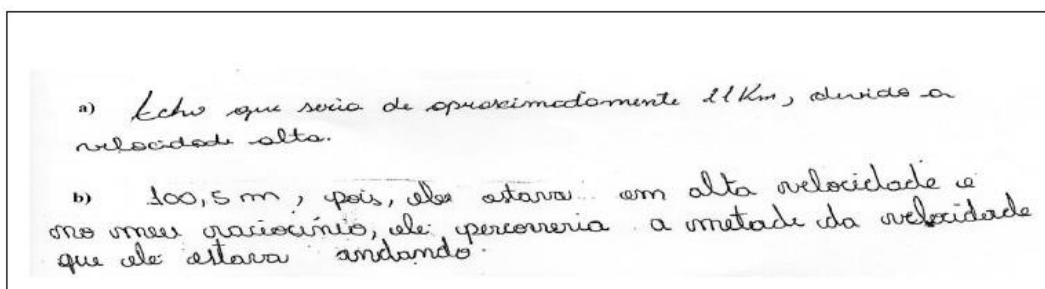 a) Acho que seria de aproximadamente 21 Km, devido a
velocidade alta.
b) 100,5 m, pois, ele estava em alta velocidade e
no meu raciocínio, ele percorreria a metade da velocidade
que ele estava andando.